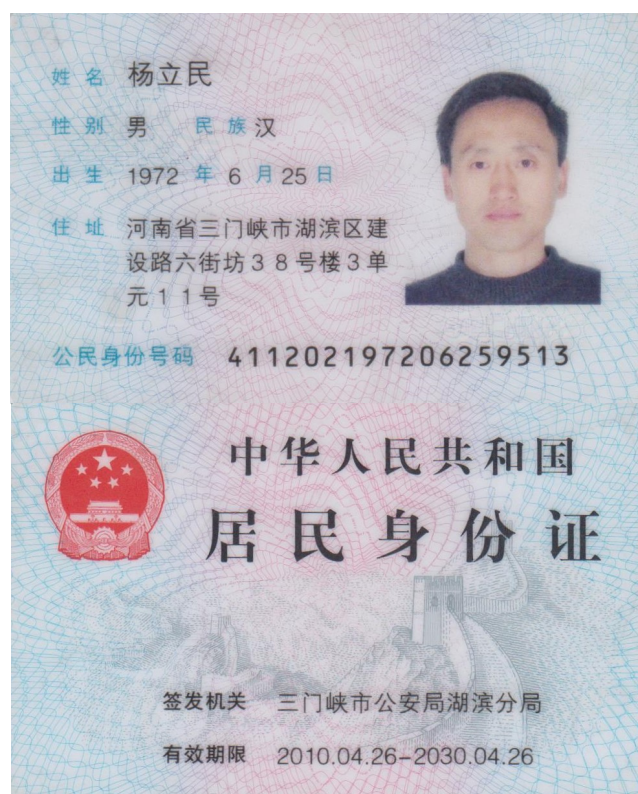 姓名 杨立民
性别 男 民族 汉
出生 1972 年 6 月 25 日
住址 河南省三门峡市湖滨区建
设路六街坊38号楼3单
元11号
公民身份号码 411202197206259513
中华人民共和国
居民身份证
签发机关 三门峡市公安局湖滨分局
有效期限 2010.04.26-2030.04.26